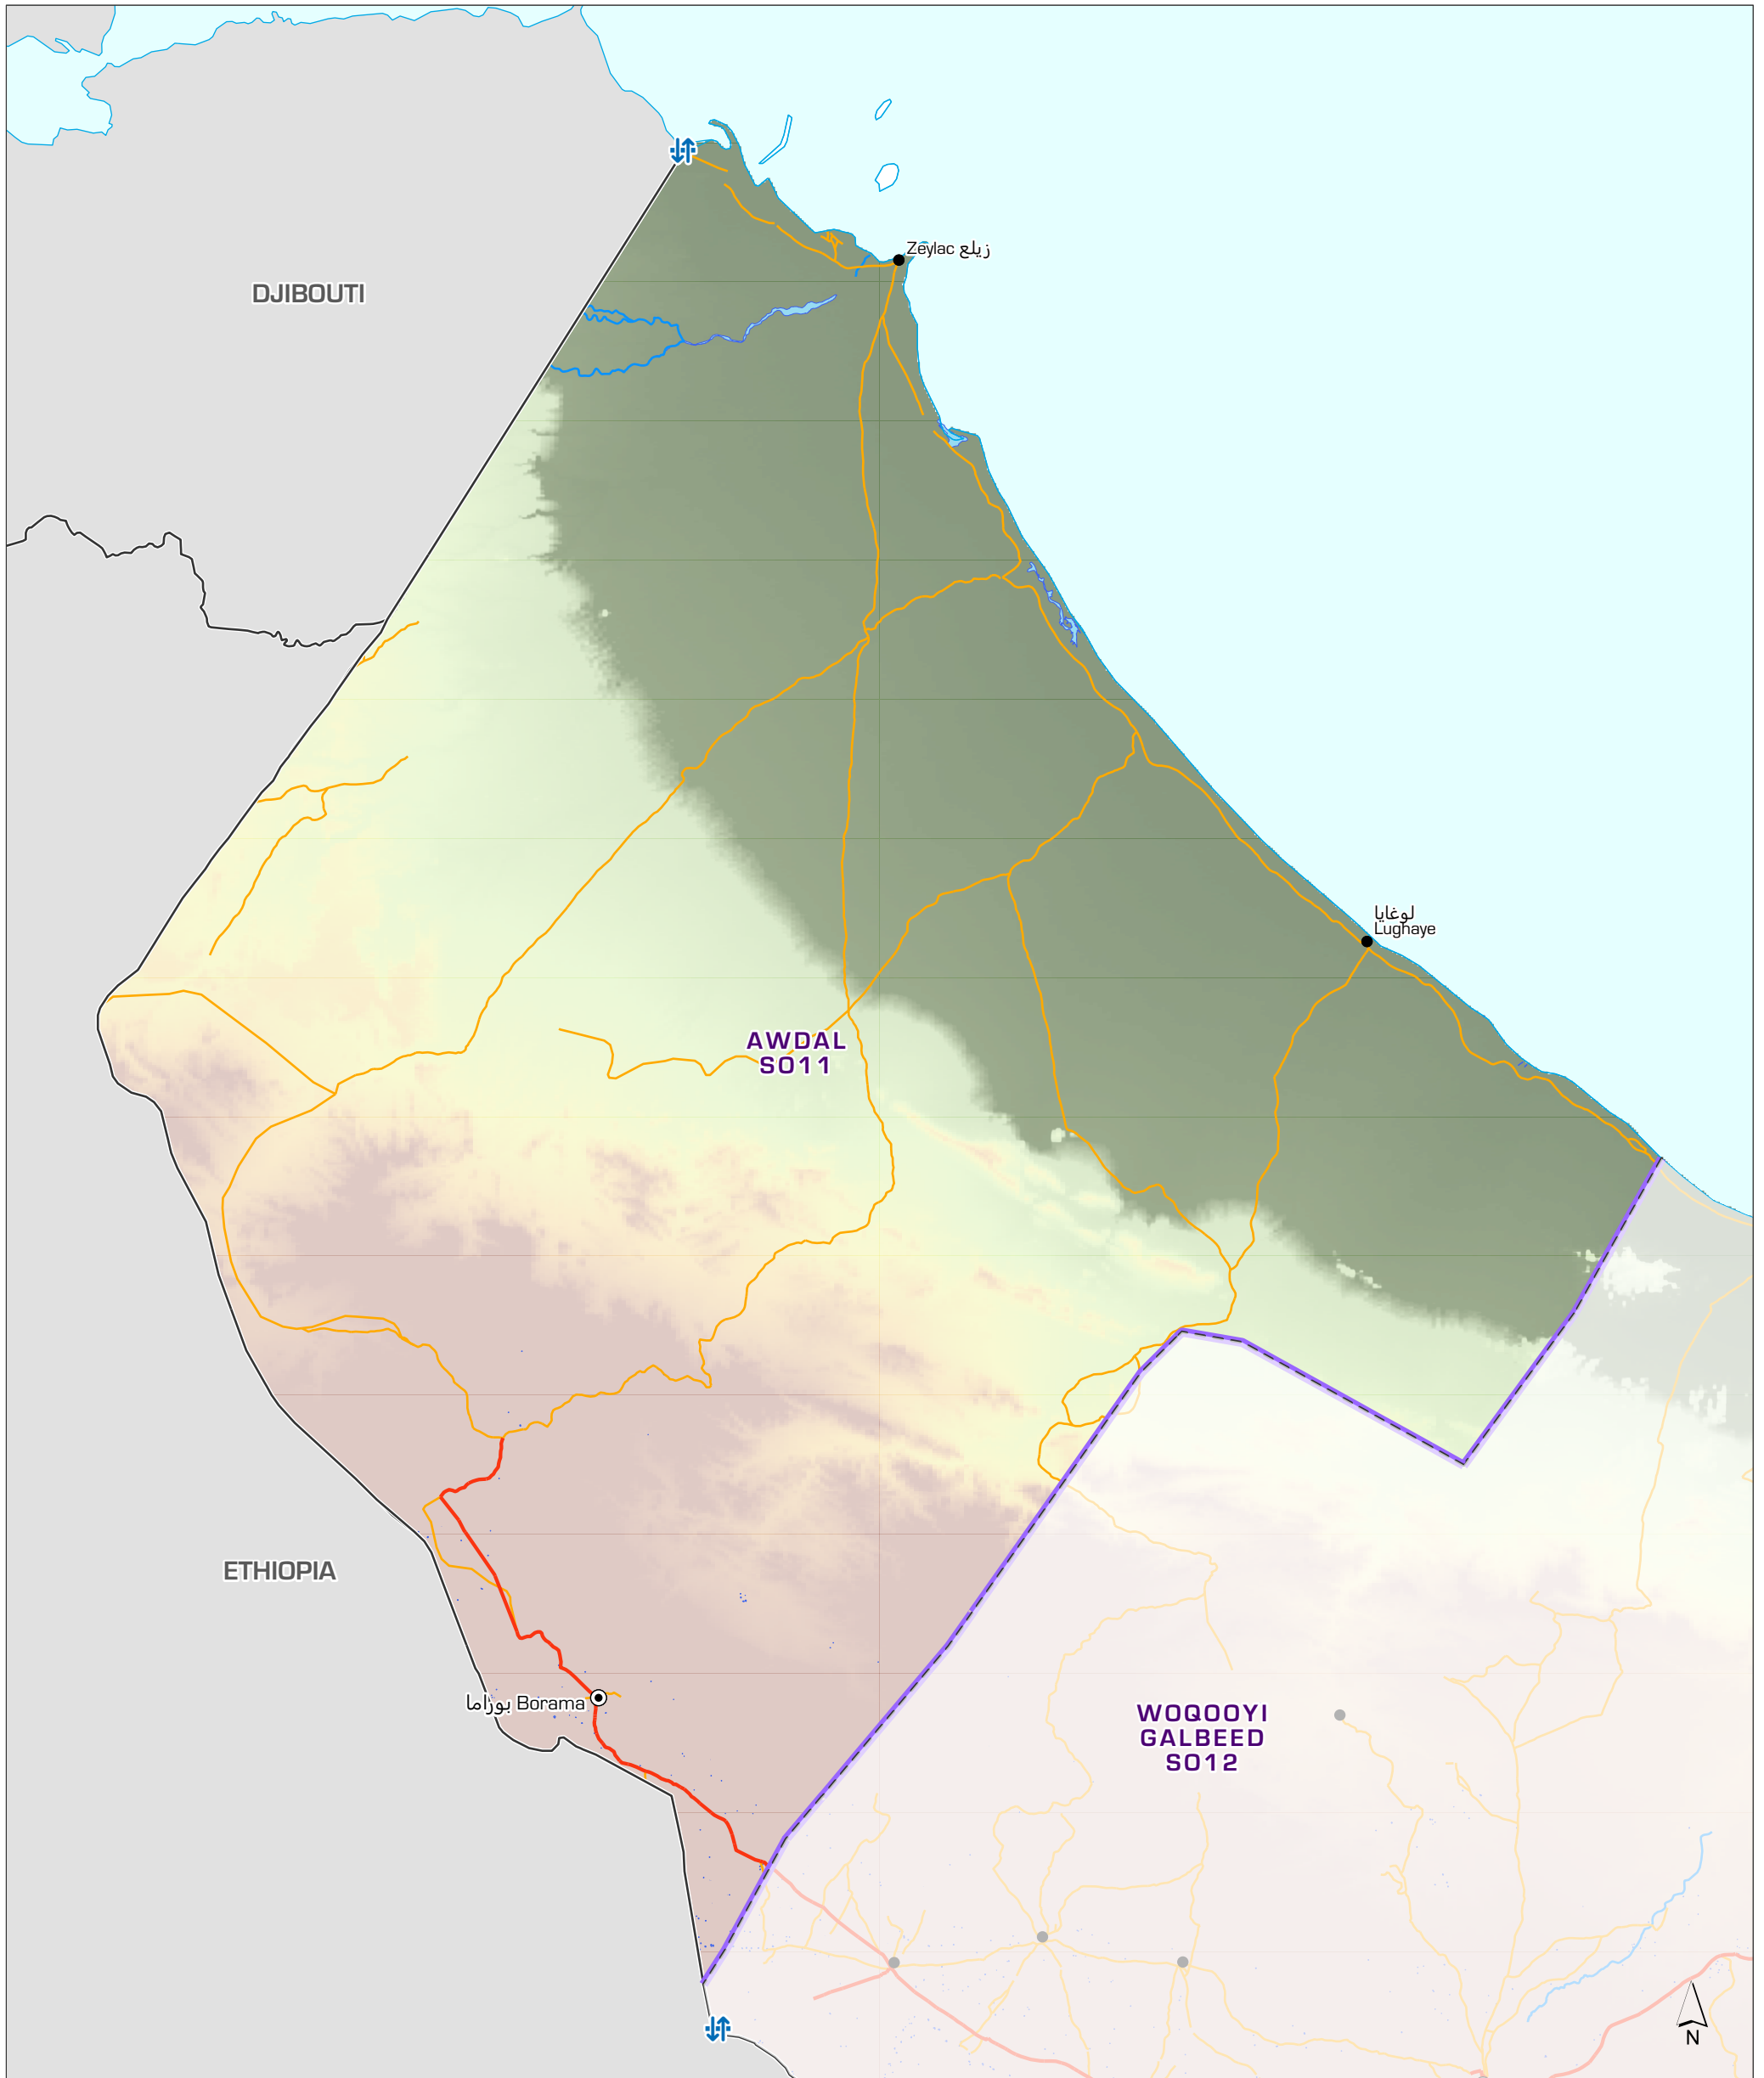 Zeylac زيلع
DJIBOUTI
لوغايا
Lughaye
AWDAL
SO11
ETHIOPIA
بوراما Borama
WOQOOYI
GALBEED
SO12
N